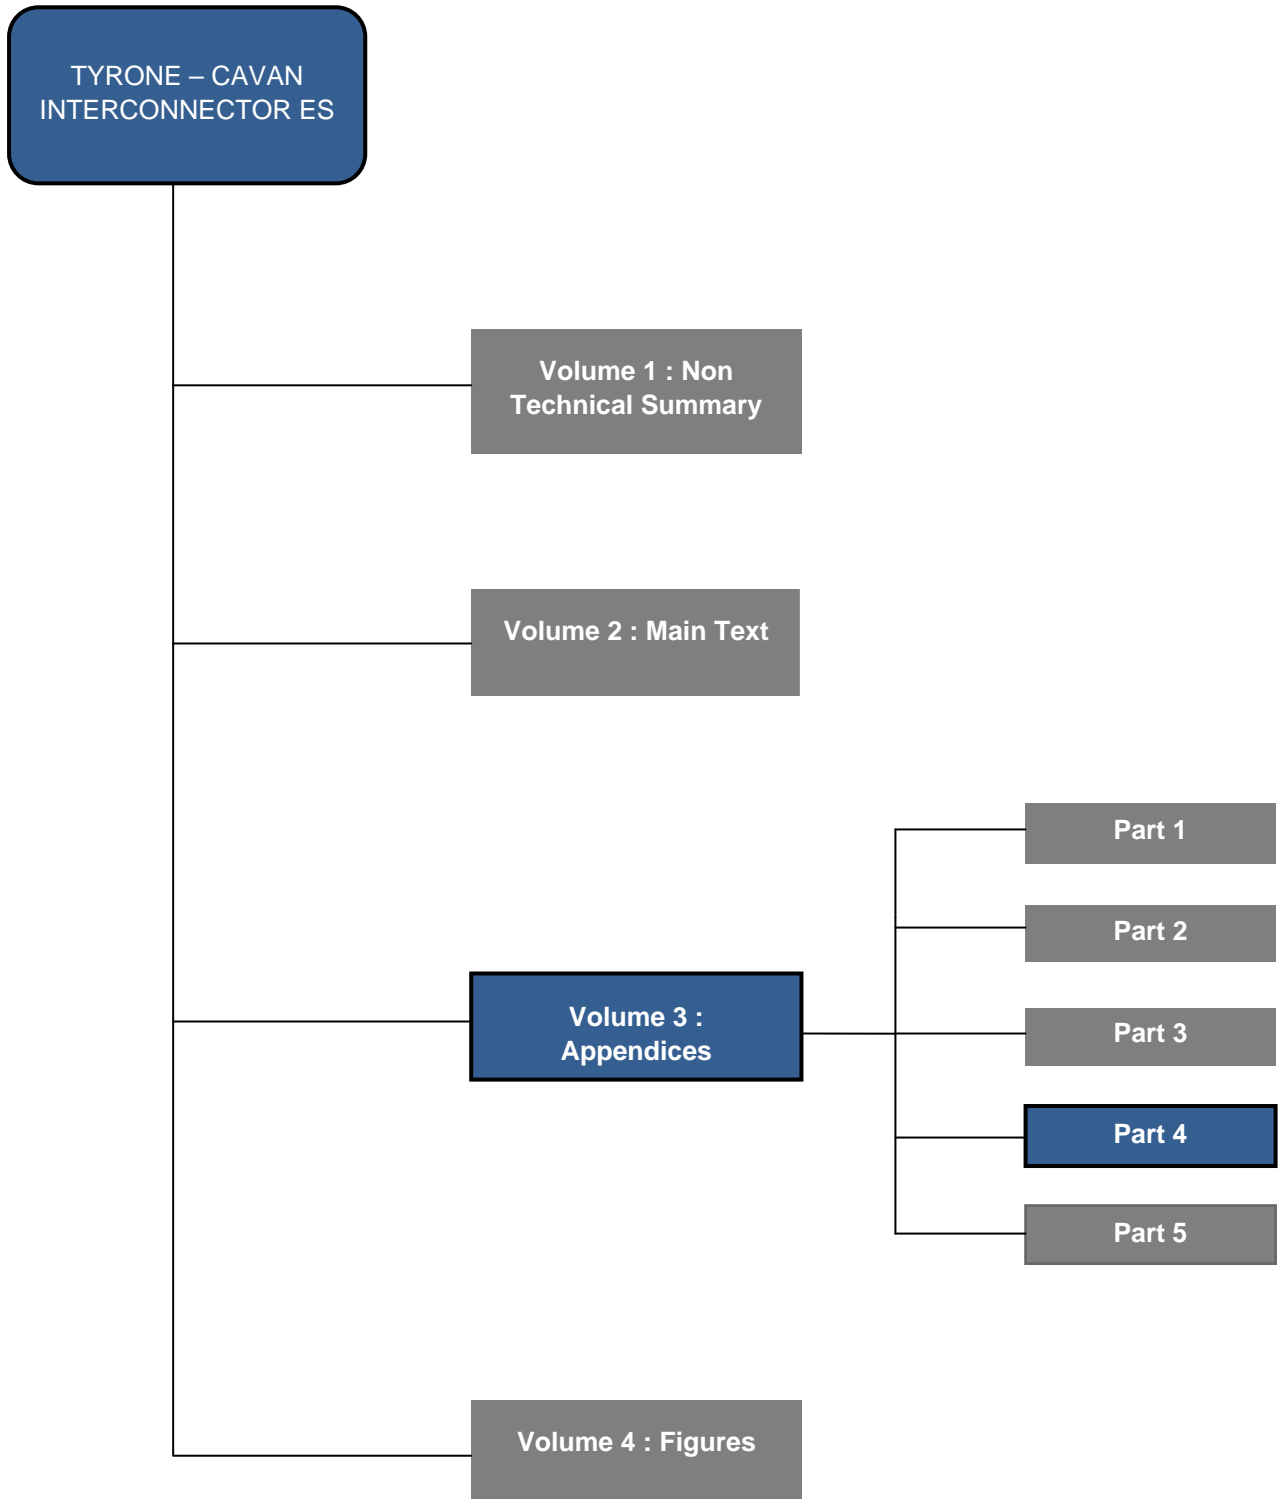 TYRONE – CAVAN
INTERCONNECTOR ES
Volume 1 : Non
Technical Summary
Volume 2 : Main Text
Part 1
Part 2
Volume 3 :
Appendices
Part 3
Part 4
Part 5
Volume 4 : Figures